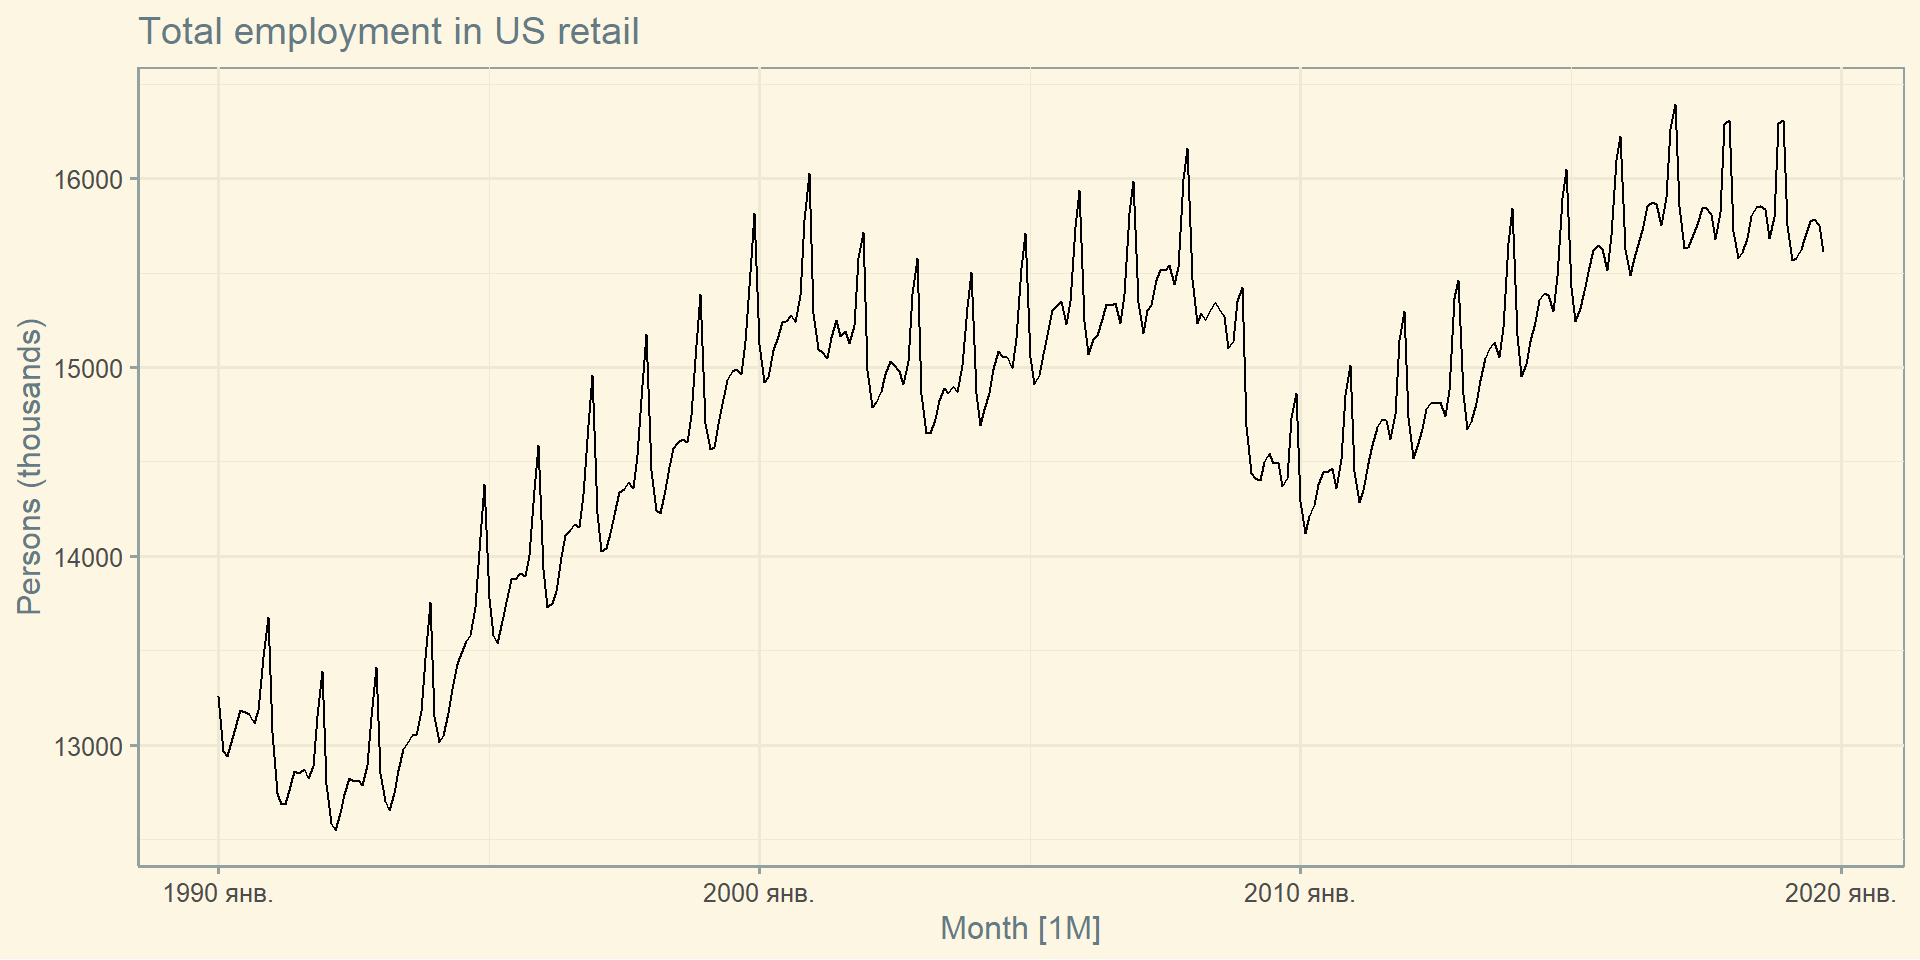 Total employment in US retail
Persons (thousands)
16000
15000
14000
13000
1990 янв.
2000 янв.
2010 янв.
2020 янв.
Month [1M]